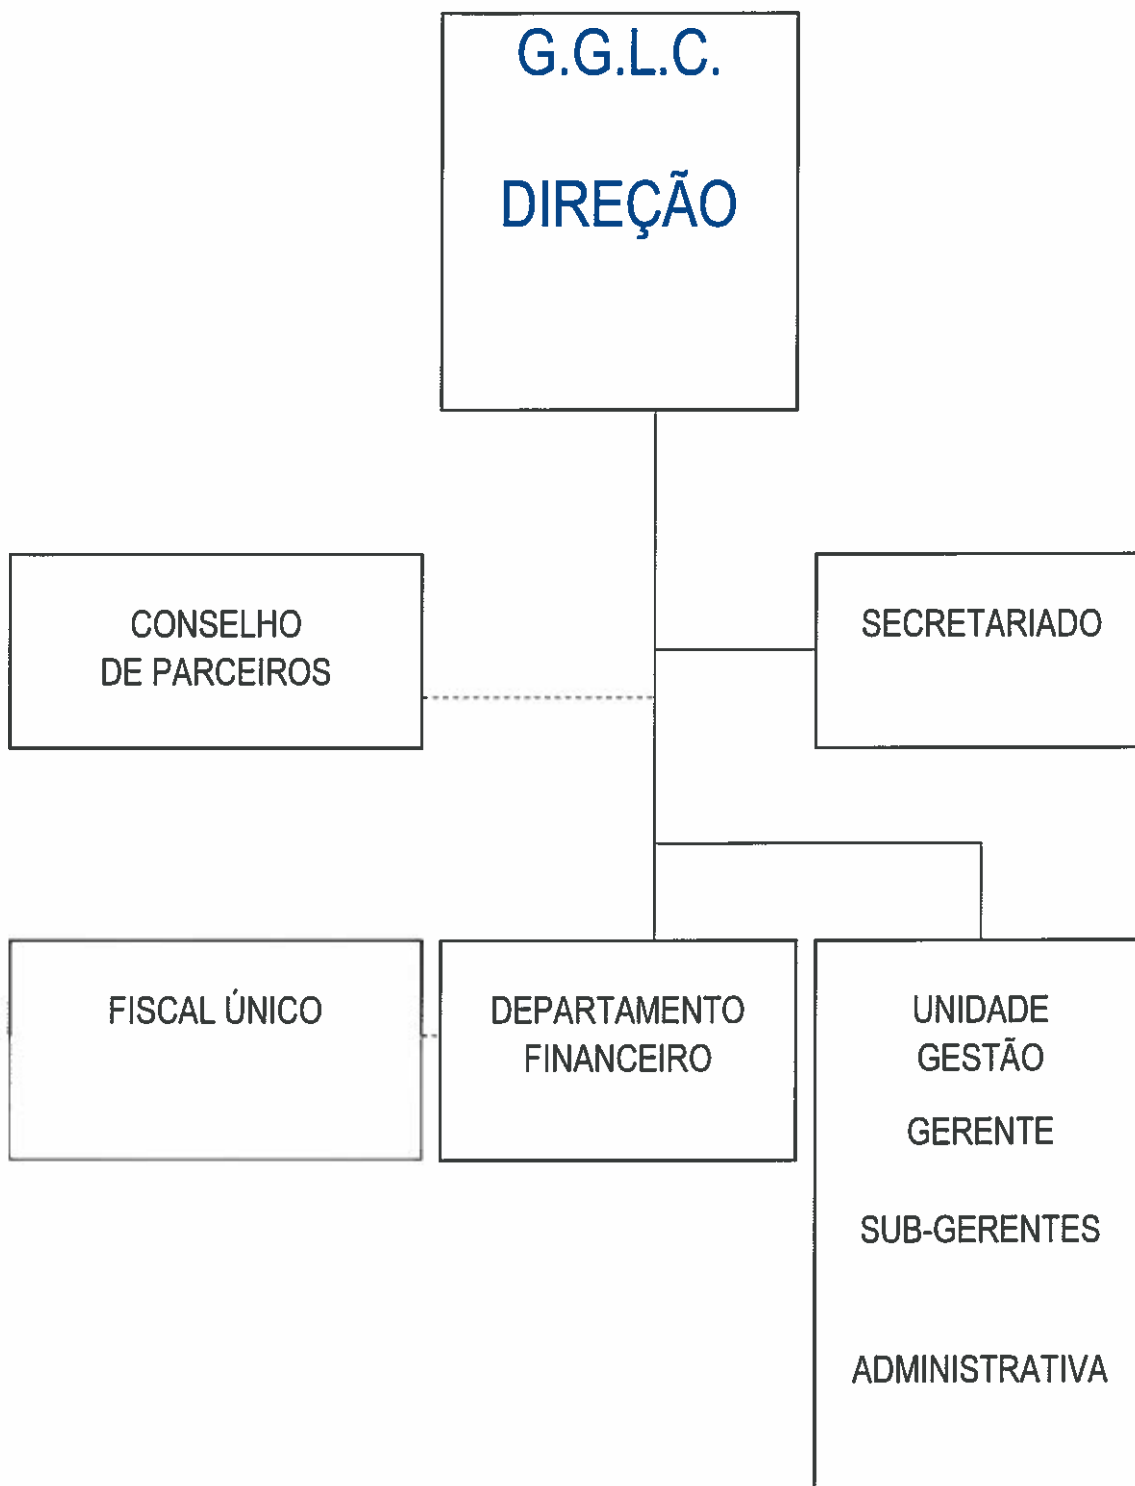 G.G.L.C.
DIREÇÃO
CONSELHO
DE PARCEIROS
SECRETARIADO
FISCAL ÚNICO
DEPARTAMENTO
FINANCEIRO
UNIDADE
GESTÃO
GERENTE
SUB-GERENTES
ADMINISTRATIVA